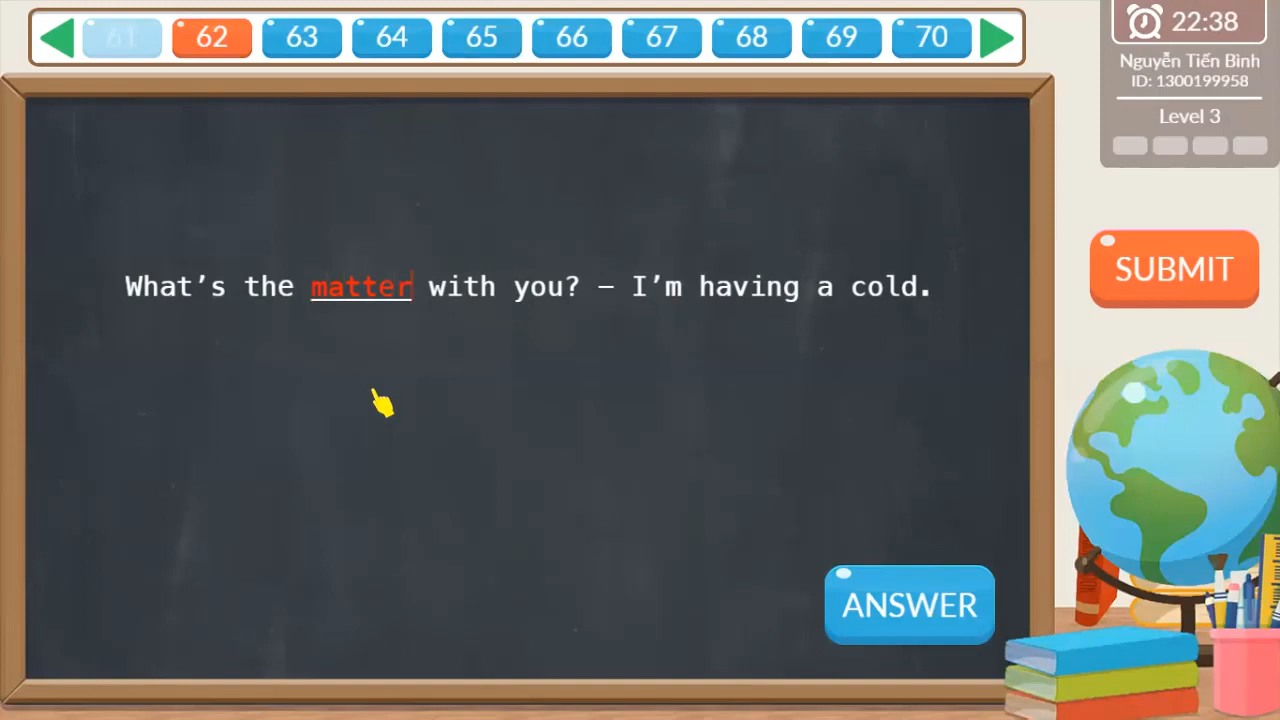 61 62 63 64 65 66 67 68 69 70
22:38
Nguyễn Tiến Bình
ID: 1300199958
Level 3
SUBMIT
What's the matter with you? – I'm having a cold.
ANSWER